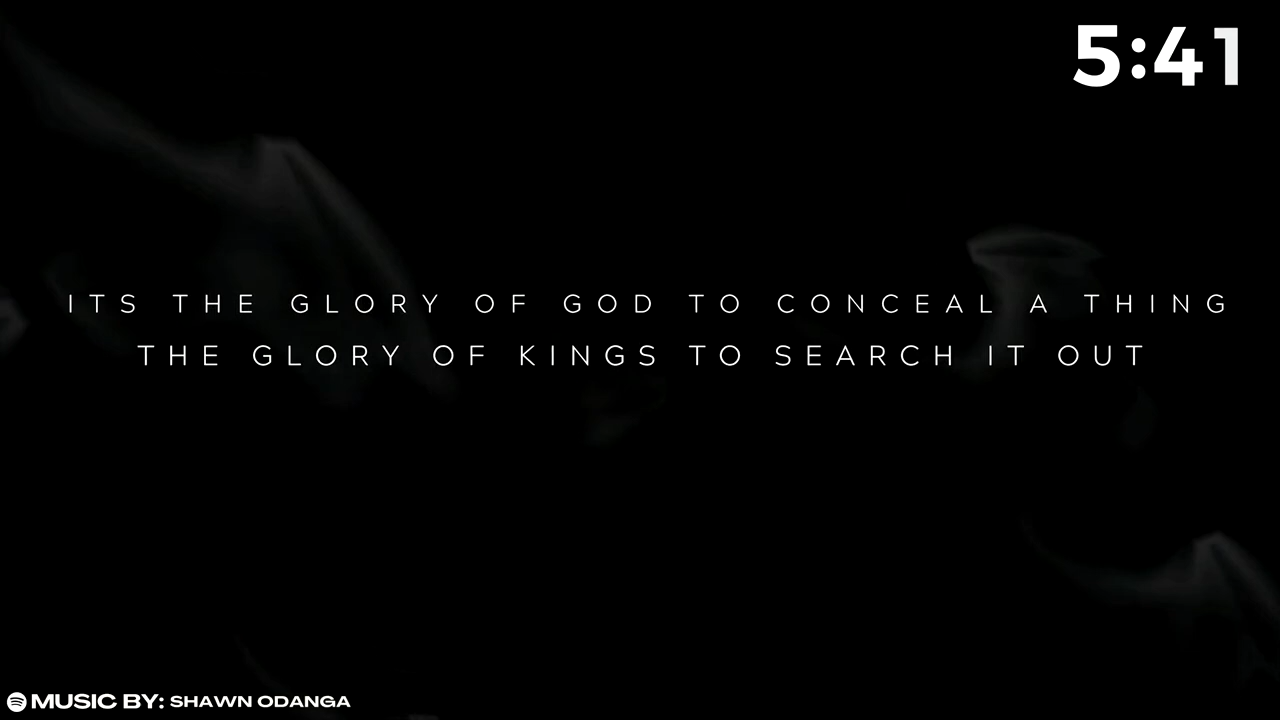 5:41
ITS THE GLORY OF GOD TO CONCEAL A THING
THE GLORY OF KINGS TO SEARCH IT OUT
MUSIC BY: SHAWN ODANGA